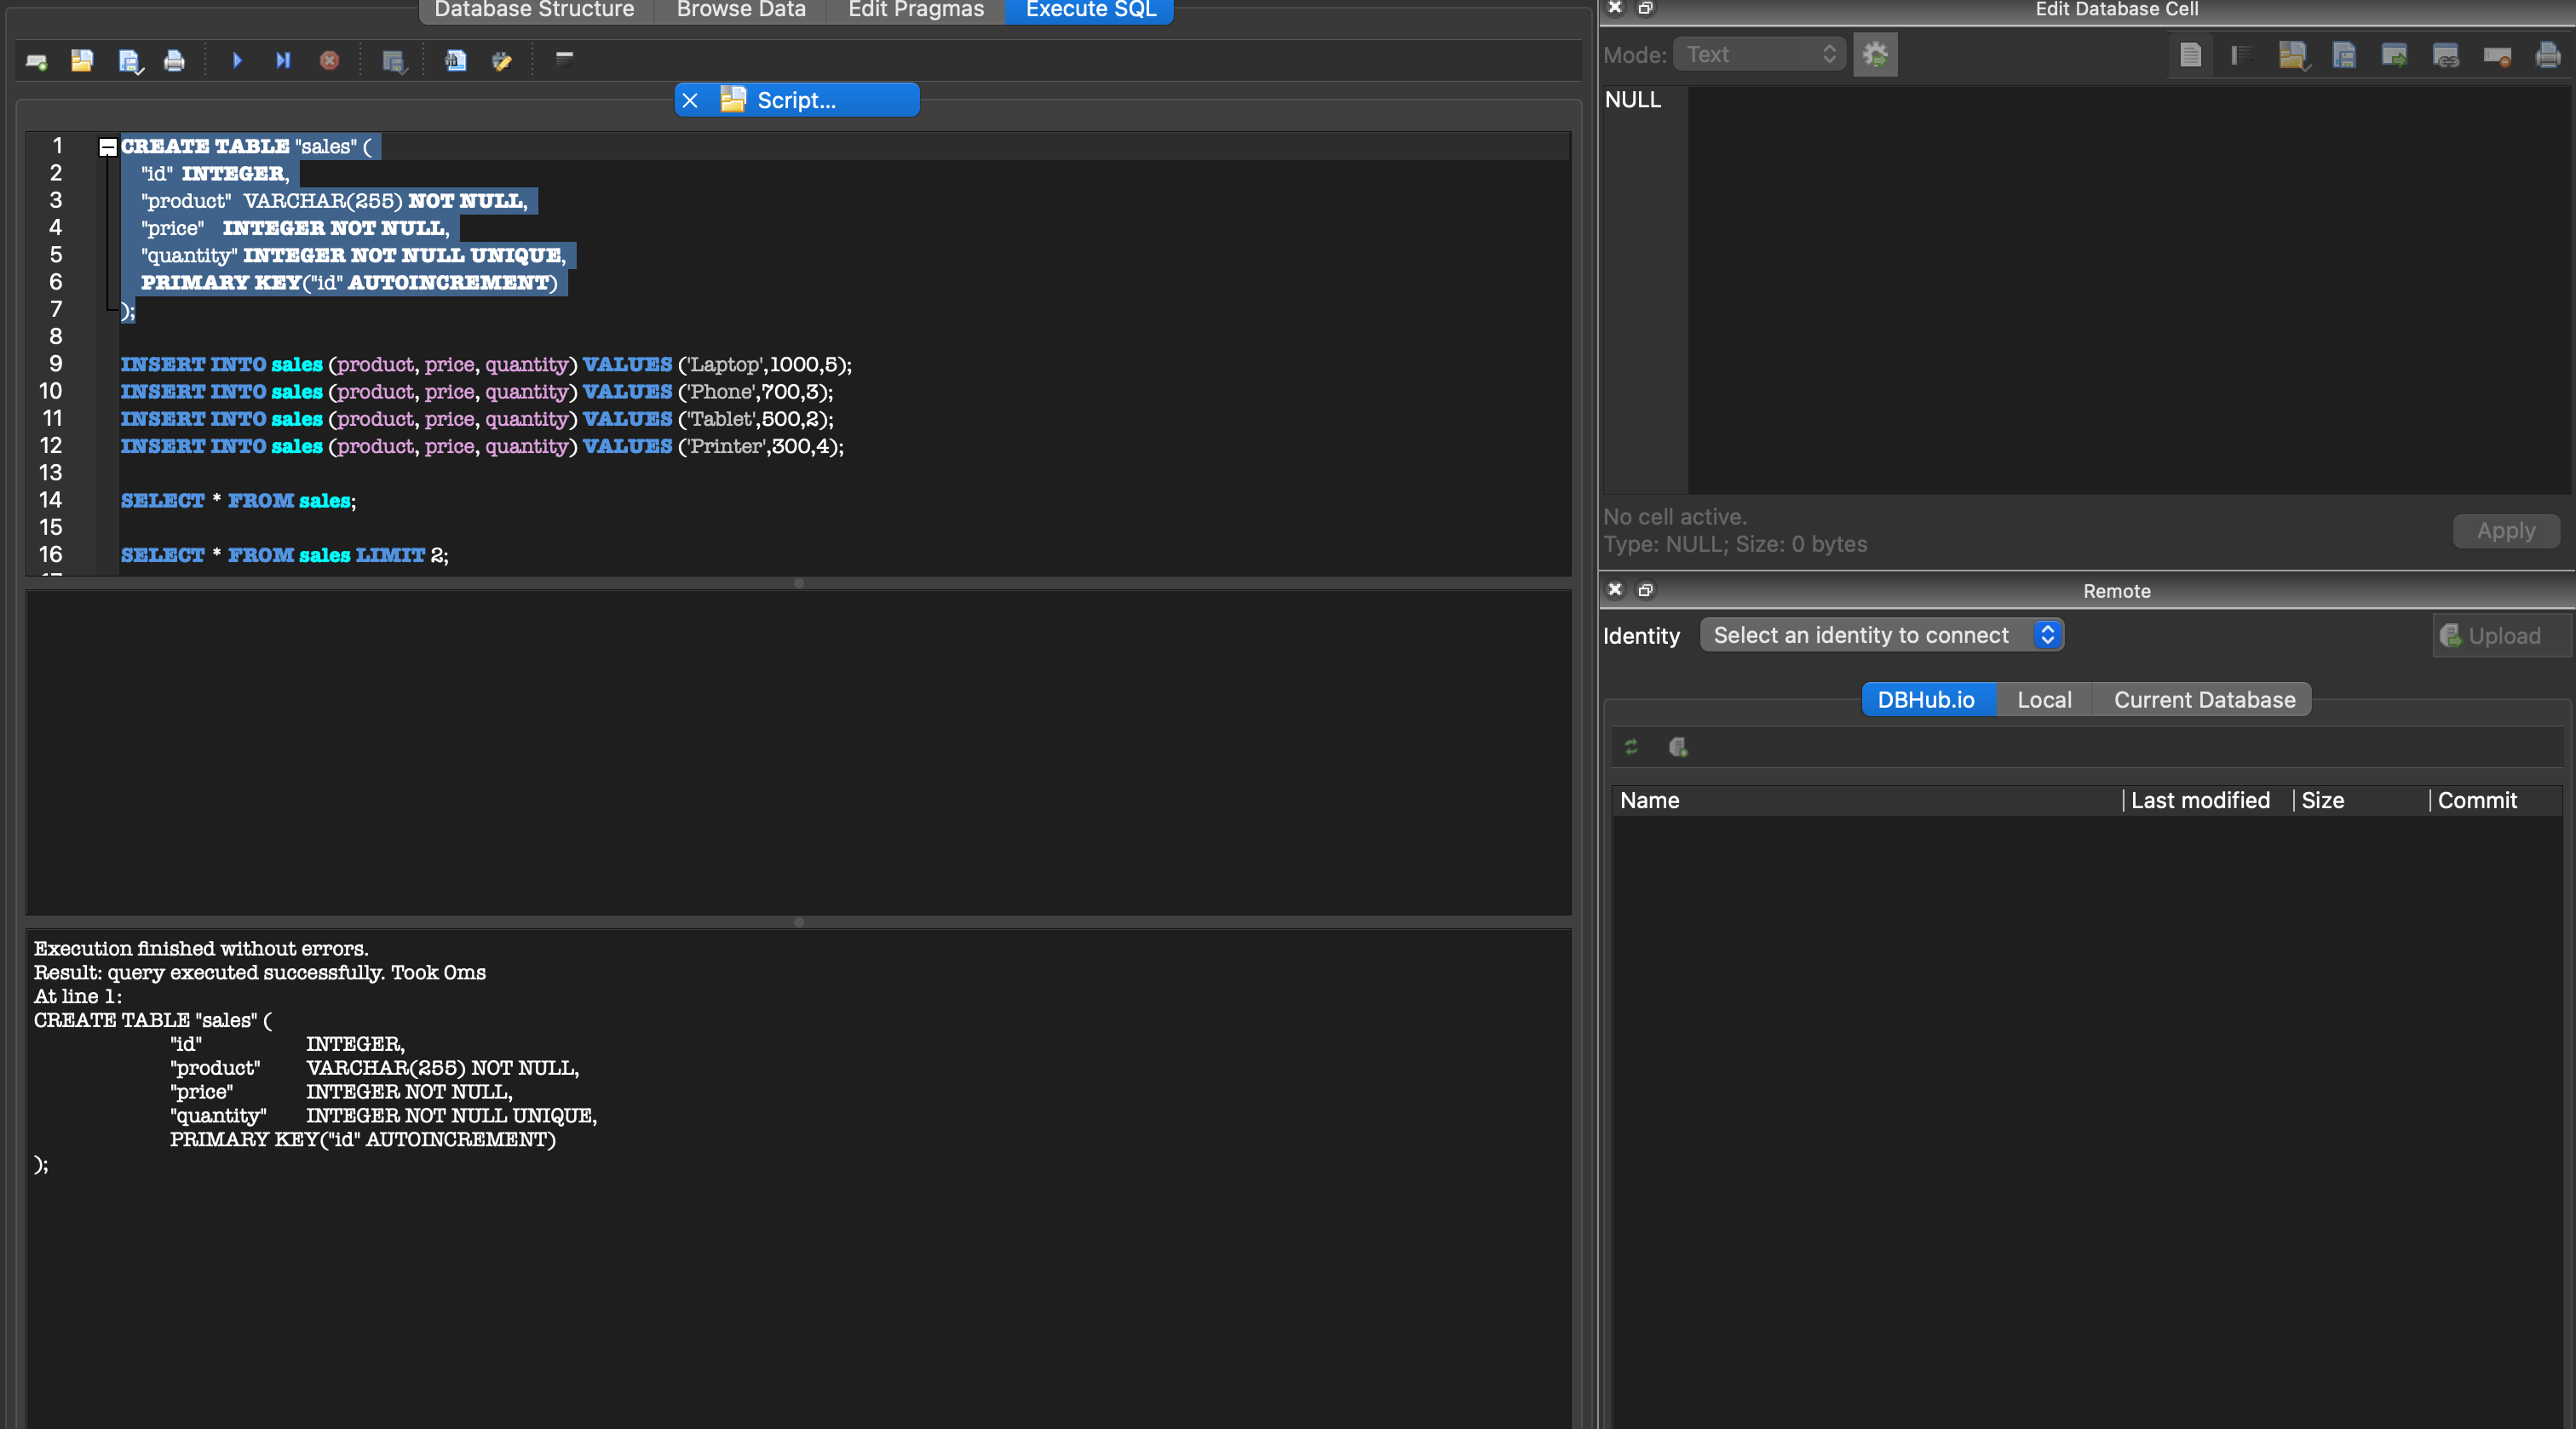 Database Structure Browse Data Edit Pragmas Execute SQL
Script...
1 CREATE TABLE "sales" (
2 "id" INTEGER,
3 "product" VARCHAR(255) NOT NULL,
4 "price" INTEGER NOT NULL,
5 "quantity" INTEGER NOT NULL UNIQUE,
6 PRIMARY KEY("id" AUTOINCREMENT)
7 );
8
9 INSERT INTO sales (product, price, quantity) VALUES ('Laptop',1000,5);
10 INSERT INTO sales (product, price, quantity) VALUES ('Phone',700,3);
11 INSERT INTO sales (product, price, quantity) VALUES ('Tablet',500,2);
12 INSERT INTO sales (product, price, quantity) VALUES ('Printer',300,4);
13
14 SELECT * FROM sales;
15
16 SELECT * FROM sales LIMIT 2;
Execution finished without errors.
Result: query executed successfully. Took 0ms
At line 1:
CREATE TABLE "sales" (
"id" INTEGER,
"product" VARCHAR(255) NOT NULL,
"price" INTEGER NOT NULL,
"quantity" INTEGER NOT NULL UNIQUE,
PRIMARY KEY("id" AUTOINCREMENT)
);
Edit Database Cell
Mode: Text
NULL
No cell active.
Type: NULL; Size: 0 bytes
Apply
Remote
Identity Select an identity to connect Upload
DBHub.io Local Current Database
Name Last modified Size Commit